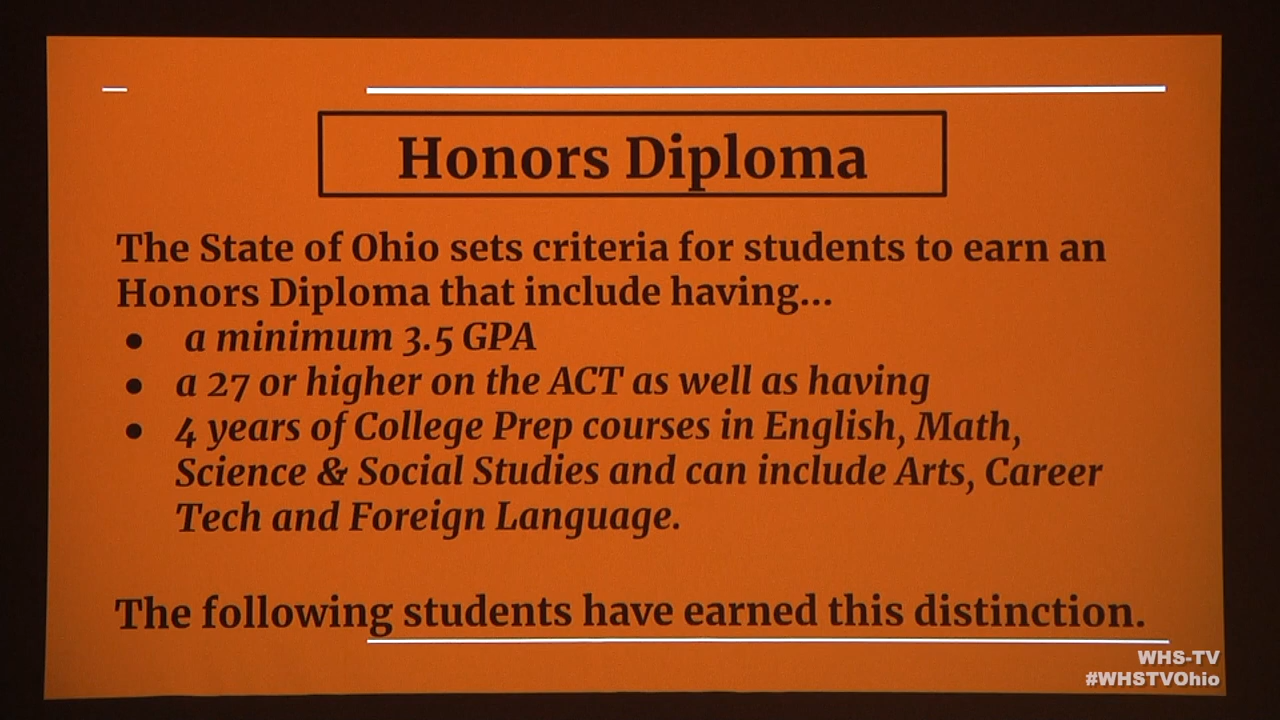 Honors Diploma
The State of Ohio sets criteria for students to earn an
Honors Diploma that include having...
● a minimum 3.5 GPA
● a 27 or higher on the ACT as well as having
● 4 years of College Prep courses in English, Math,
Science & Social Studies and can include Arts, Career
Tech and Foreign Language.
The following students have earned this distinction.
WHS-TV
#WHSTVOhio